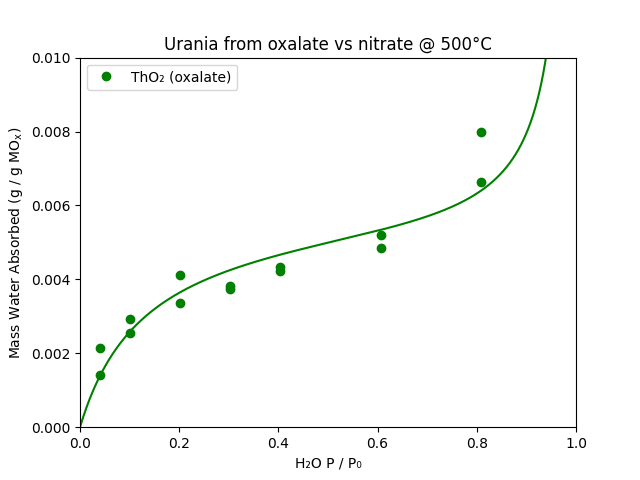 Urania from oxalate vs nitrate @ 500°C
ThO₂ (oxalate)
Mass Water Absorbed (g / g MOₓ)
0.010
0.008
0.006
0.004
0.002
0.000
0.0 0.2 0.4 0.6 0.8 1.0
H₂O P / P₀